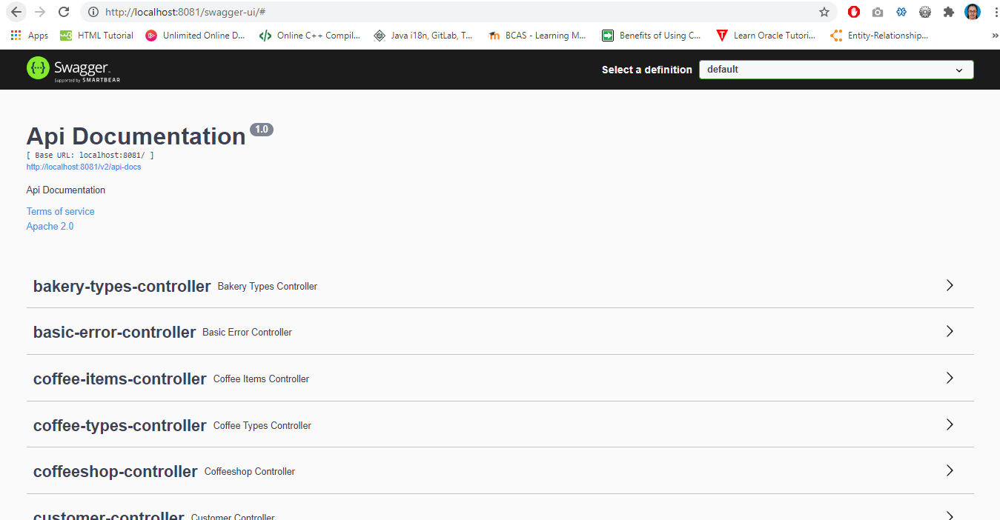 http://localhost:8081/swagger-ui/#
Apps HTML Tutorial Unlimited Online D... Online C++ Compil... Java i18n, GitLab, T... BCAS - Learning M... Benefits of Using C... Learn Oracle Tutori... Entity-Relationship... »
Swagger Select a definition default
Supported by SMARTBEAR
Api Documentation 1.0
[ Base URL: localhost:8081/ ]
http://localhost:8081/v2/api-docs
Api Documentation
Terms of service
Apache 2.0
bakery-types-controller Bakery Types Controller
basic-error-controller Basic Error Controller
coffee-items-controller Coffee Items Controller
coffee-types-controller Coffee Types Controller
coffeeshop-controller Coffeeshop Controller
customer-controller Customer Controller